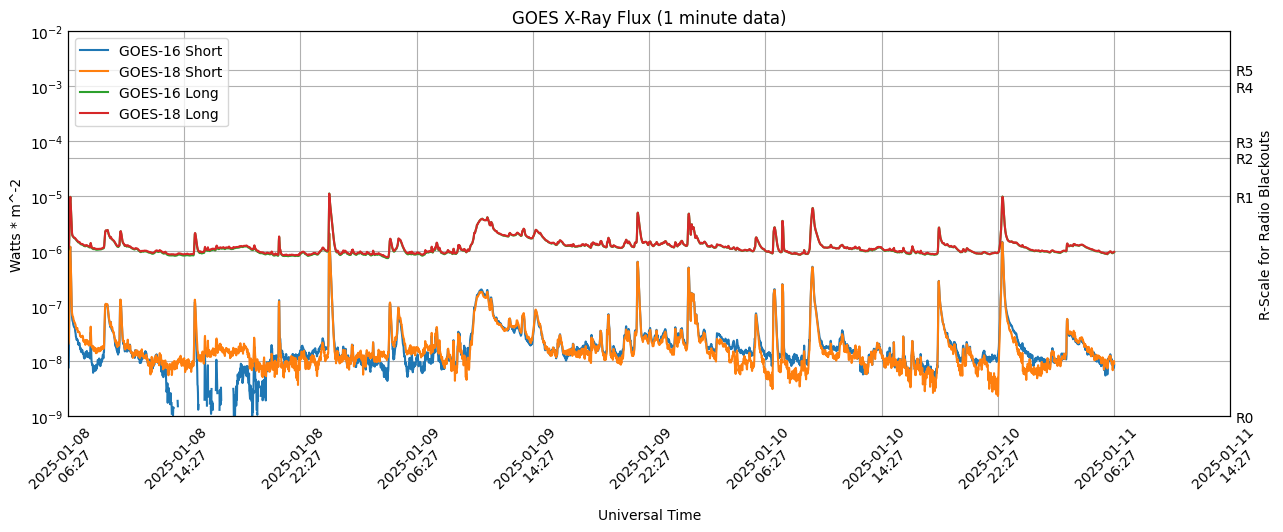 GOES X-Ray Flux (1 minute data)
GOES-16 Short
GOES-18 Short
GOES-16 Long
GOES-18 Long
Watts * m^-2
10^-2
10^-3
10^-4
10^-5
10^-6
10^-7
10^-8
10^-9
R5
R4
R3
R2
R1
R0
R-Scale for Radio Blackouts
2025-01-08
06:27
2025-01-08
14:27
2025-01-08
22:27
2025-01-09
06:27
2025-01-09
14:27
2025-01-09
22:27
2025-01-10
06:27
2025-01-10
14:27
2025-01-10
22:27
2025-01-11
06:27
2025-01-11
14:27
Universal Time